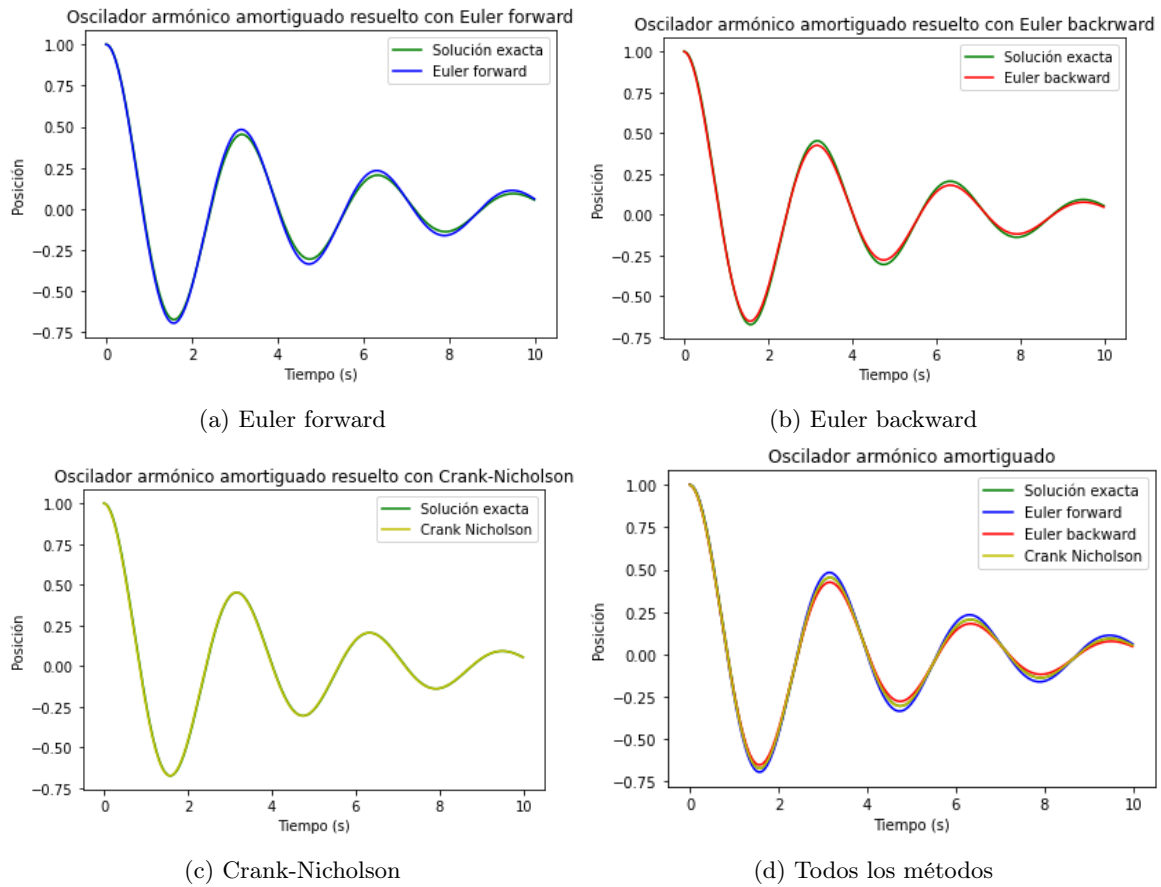 Oscilador armónico amortiguado resuelto con Euler forward
1.00
0.75
0.50
0.25
0.00
−0.25
−0.50
−0.75
Posición
Solución exacta
Euler forward
0 2 4 6 8 10
Tiempo (s)
(a) Euler forward
Oscilador armónico amortiguado resuelto con Euler backrward
1.00
0.75
0.50
0.25
0.00
−0.25
−0.50
−0.75
Posición
Solución exacta
Euler backward
0 2 4 6 8 10
Tiempo (s)
(b) Euler backward
Oscilador armónico amortiguado resuelto con Crank-Nicholson
1.00
0.75
0.50
0.25
0.00
−0.25
−0.50
−0.75
Posición
Solución exacta
Crank Nicholson
0 2 4 6 8 10
Tiempo (s)
(c) Crank-Nicholson
Oscilador armónico amortiguado
1.00
0.75
0.50
0.25
0.00
−0.25
−0.50
−0.75
Posición
Solución exacta
Euler forward
Euler backward
Crank Nicholson
0 2 4 6 8 10
Tiempo (s)
(d) Todos los métodos